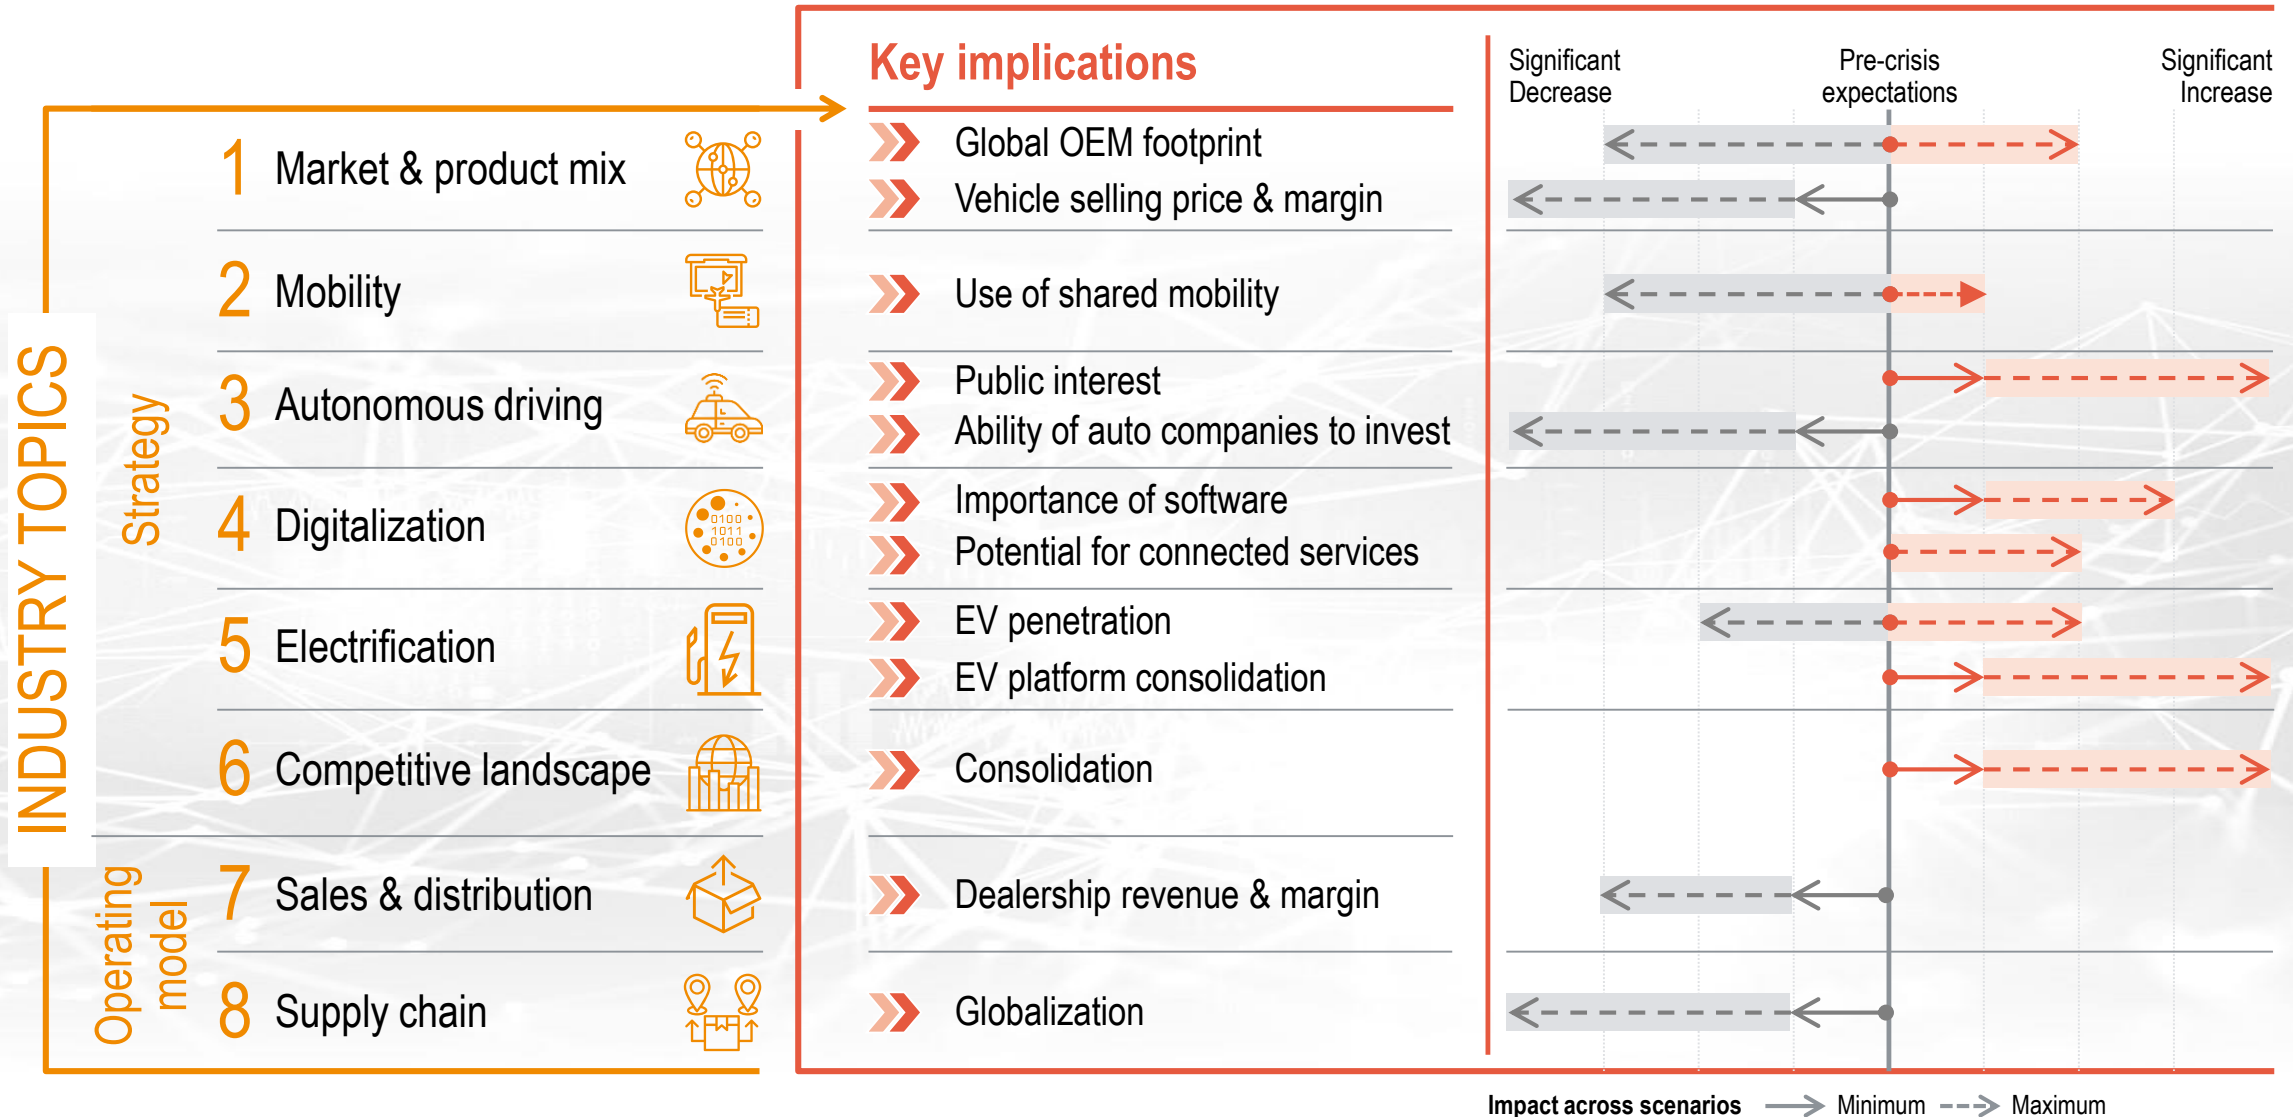 Key implications
Significant
Decrease
Pre-crisis
expectations
Significant
Increase
INDUSTRY TOPICS
Strategy
1 Market & product mix
Global OEM footprint
Vehicle selling price & margin
2 Mobility
Use of shared mobility
3 Autonomous driving
Public interest
Ability of auto companies to invest
4 Digitalization
0100
1011
0100
Importance of software
Potential for connected services
5 Electrification
EV penetration
EV platform consolidation
6 Competitive landscape
Consolidation
Operating
model
7 Sales & distribution
Dealership revenue & margin
8 Supply chain
Globalization
Impact across scenarios Minimum Maximum